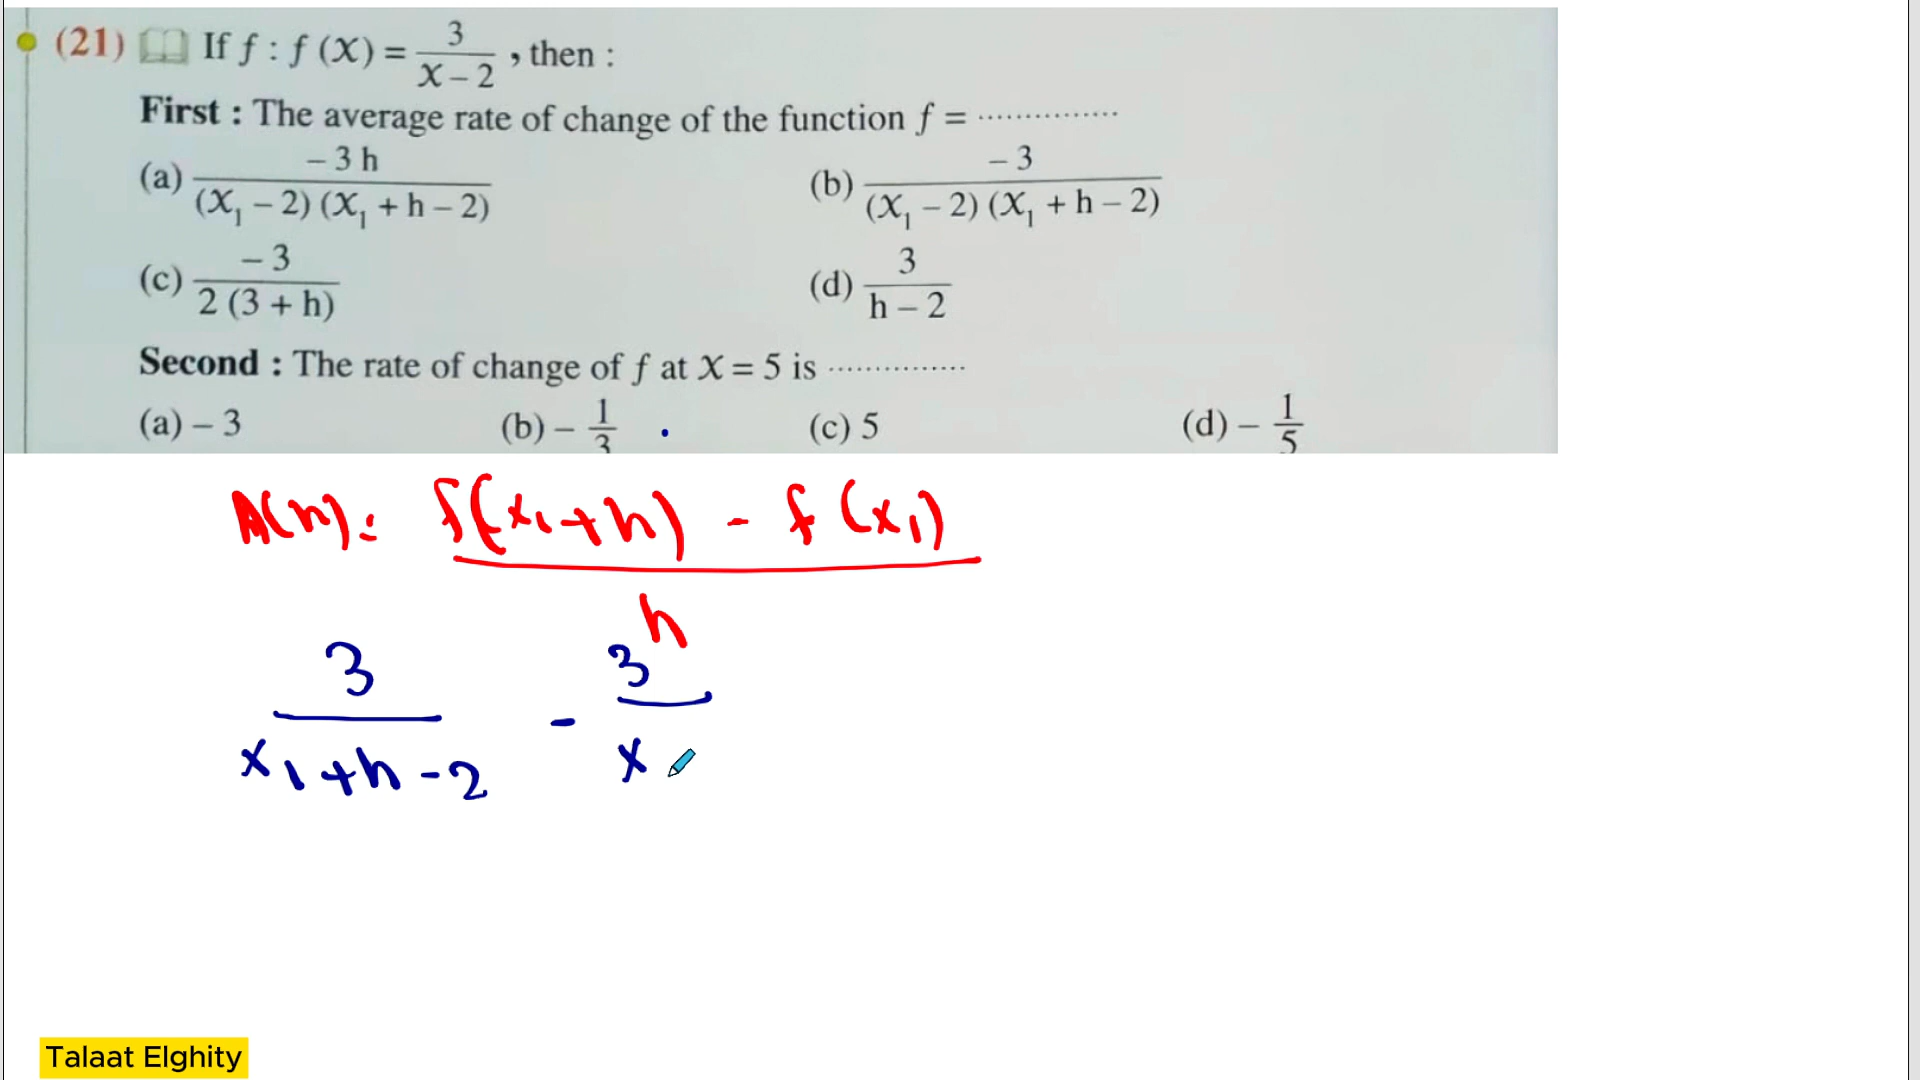 (21) If f : f (X) = 3/(X – 2) , then :
First : The average rate of change of the function f = ...............
(a) – 3 h / (X₁ – 2) (X₁ + h – 2) (b) – 3 / (X₁ – 2) (X₁ + h – 2)
(c) – 3 / 2 (3 + h) (d) 3 / h – 2
Second : The rate of change of f at X = 5 is ...............
(a) – 3 (b) – 1/3 (c) 5 (d) – 1/5
A(h) = f(x₁+h) - f(x₁)
h
3 - 3
x₁+h-2 x
Talaat Elghity